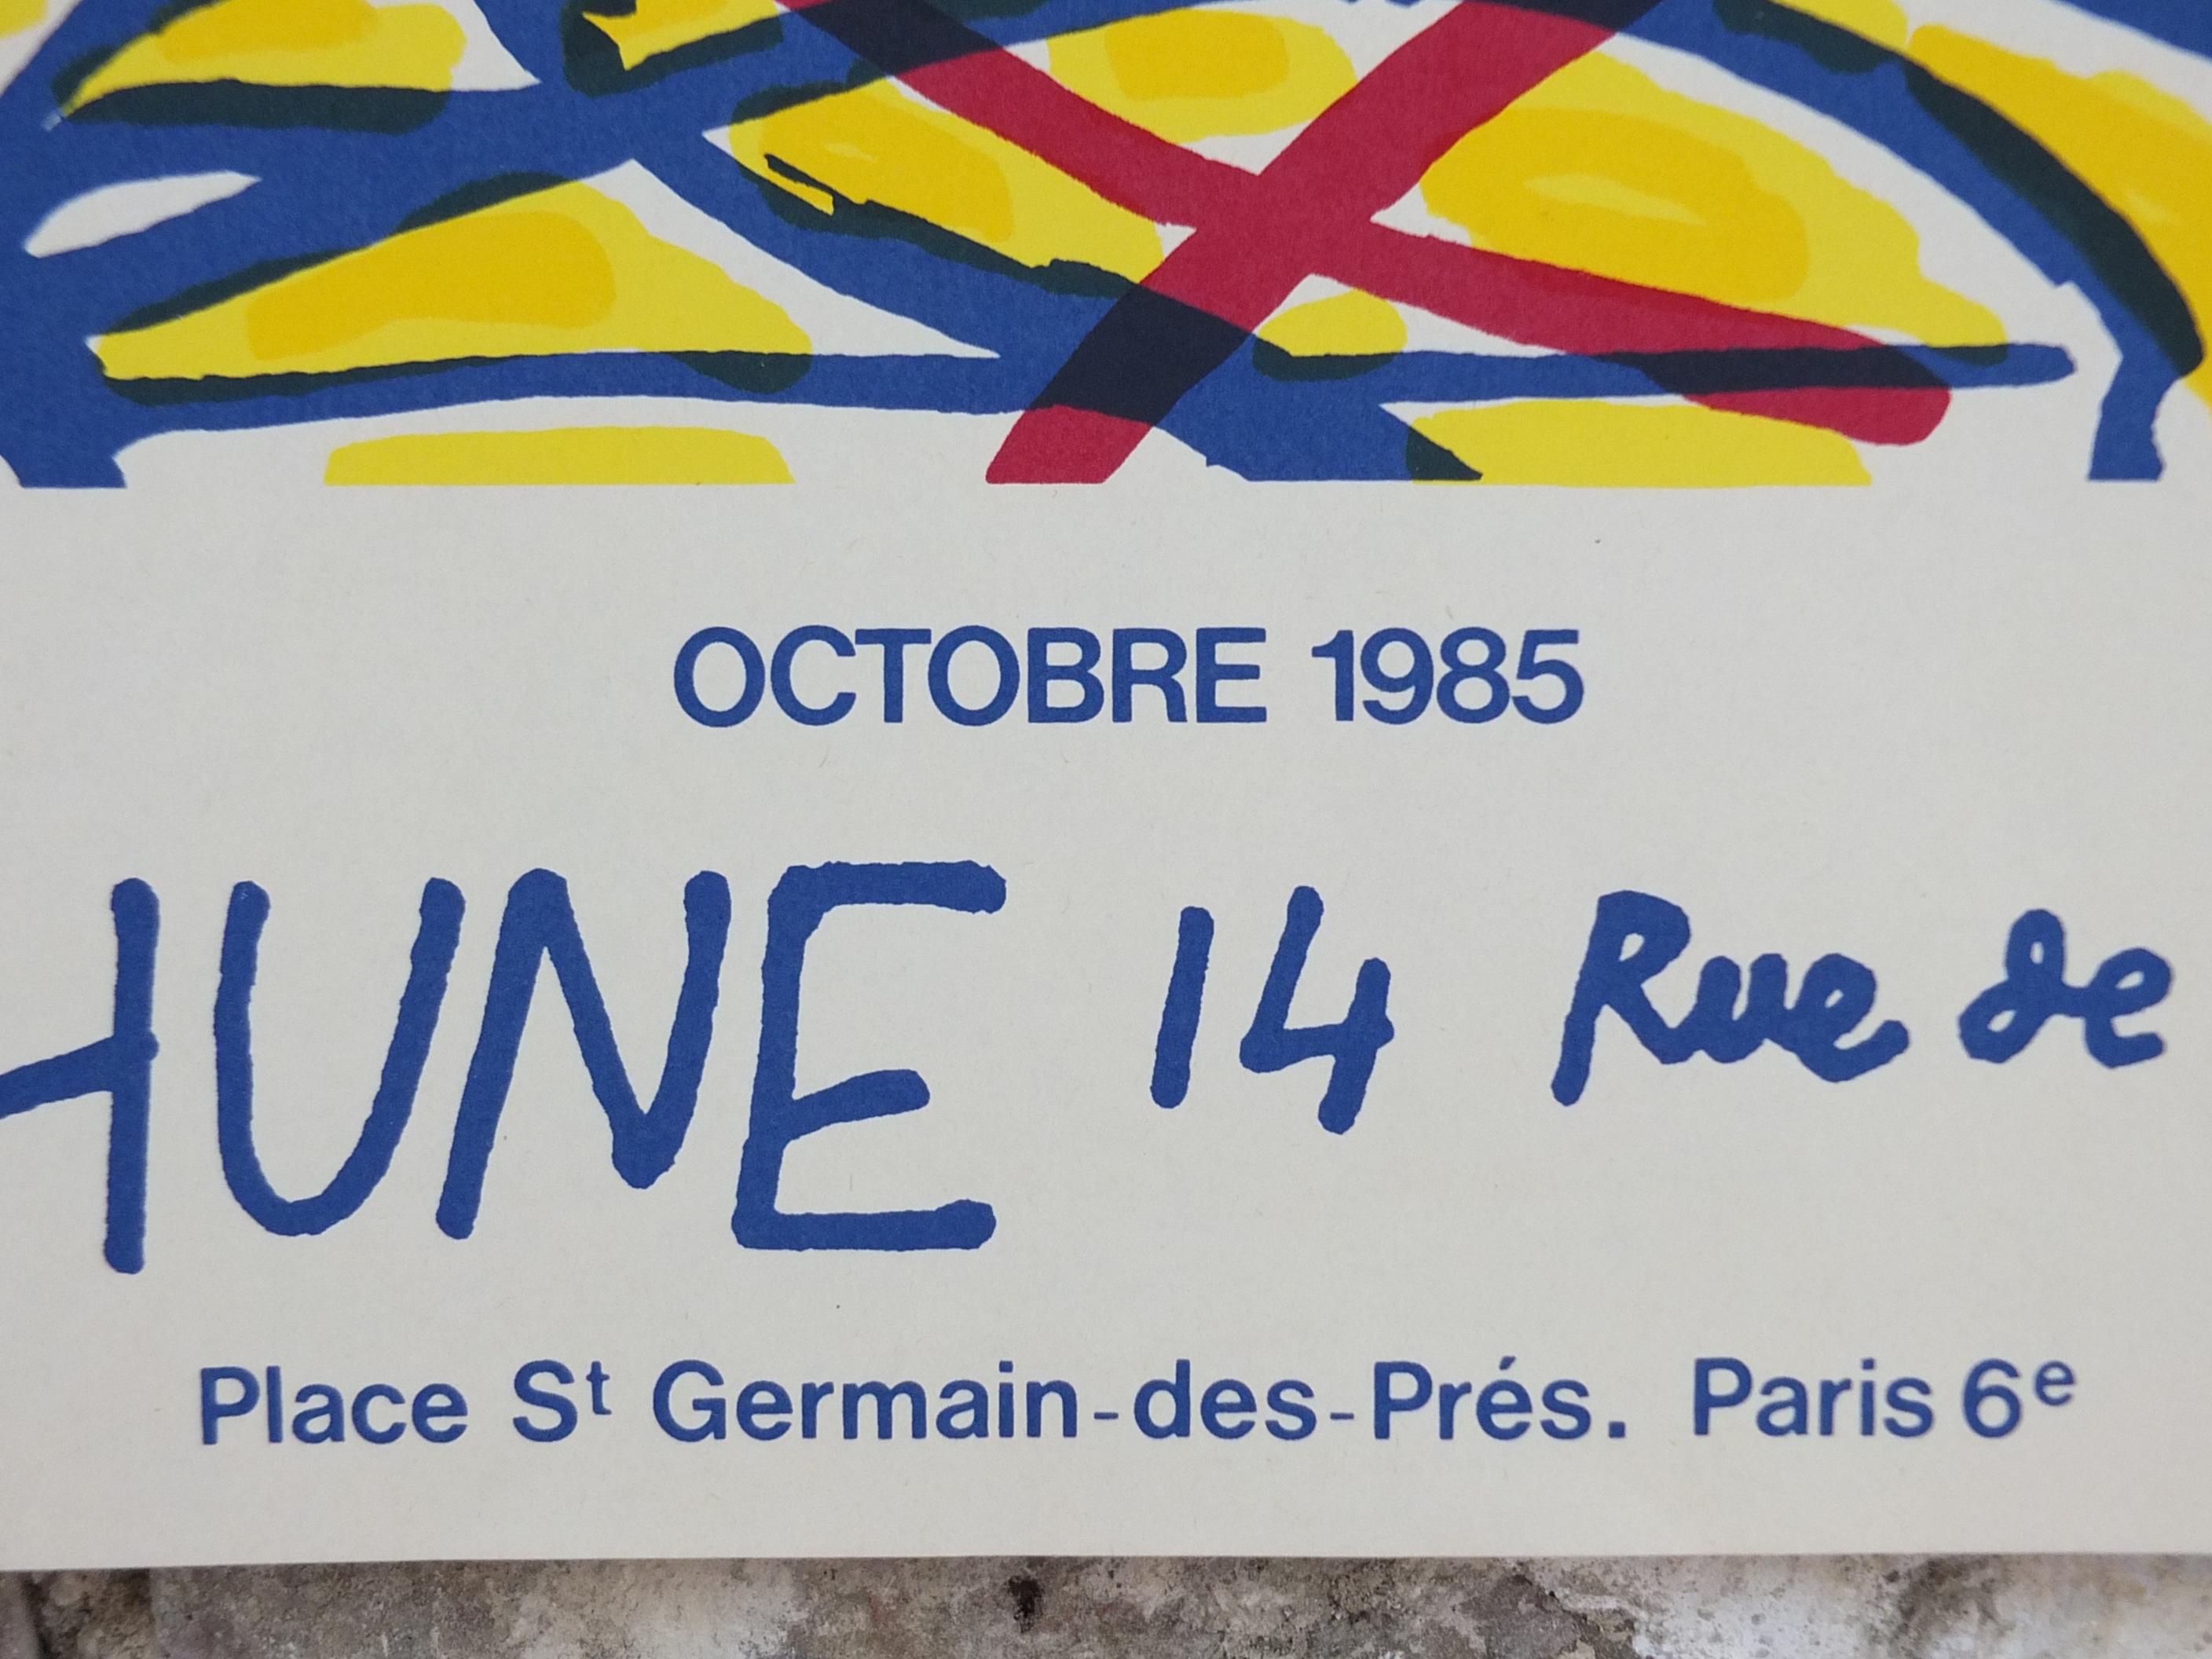 OCTOBRE 1985
HUNE 14 Rue de
Place St Germain-des-Prés. Paris 6e